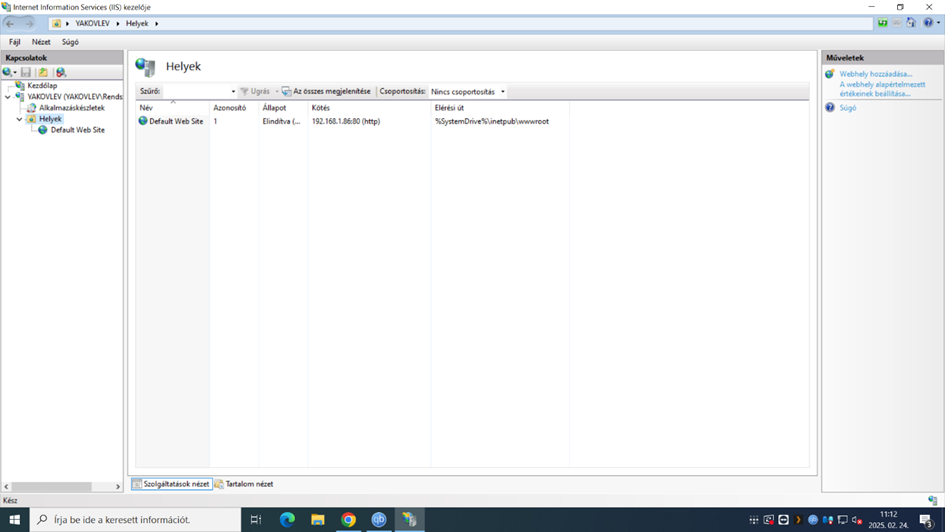 Internet Information Services (IIS) kezelője
YAKOVLEV
Helyek
Fájl Nézet Súgó
Kapcsolatok
Kezdőlap
YAKOVLEV (YAKOVLEV\Rends
Alkalmazáskészletek
Helyek
Default Web Site
Helyek
Szűrő: Ugrás Az összes megjelenítése Csoportosítás: Nincs csoportosítás
Név Azonosító Állapot Kötés Elérési út
Default Web Site 1 Elindítva (... 192.168.1.86:80 (http) %SystemDrive%\inetpub\wwwroot
Műveletek
Webhely hozzáadása...
A webhely alapértelmezett
értékeinek beállítása...
Súgó
Szolgáltatások nézet Tartalom nézet
Kész
Írja be ide a keresett információt.
qb
11:12
2025. 02. 24.
3